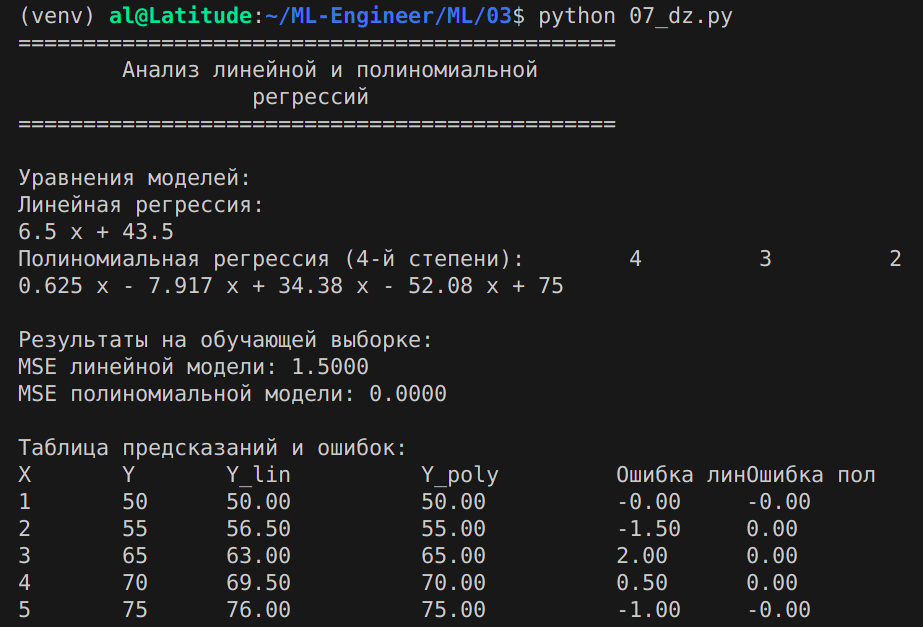 (venv) al@Latitude:~/ML-Engineer/ML/03$ python 07_dz.py
==============================================
        Анализ линейной и полиномиальной
                  регрессий
==============================================

Уравнения моделей:
Линейная регрессия:
6.5 x + 43.5
Полиномиальная регрессия (4-й степени):        4         3         2
0.625 x - 7.917 x + 34.38 x - 52.08 x + 75

Результаты на обучающей выборке:
MSE линейной модели: 1.5000
MSE полиномиальной модели: 0.0000

Таблица предсказаний и ошибок:
X       Y       Y_lin          Y_poly         Ошибка линОшибка пол
1       50      50.00          50.00          -0.00     -0.00
2       55      56.50          55.00          -1.50     0.00
3       65      63.00          65.00          2.00      0.00
4       70      69.50          70.00          0.50      0.00
5       75      76.00          75.00          -1.00     -0.00